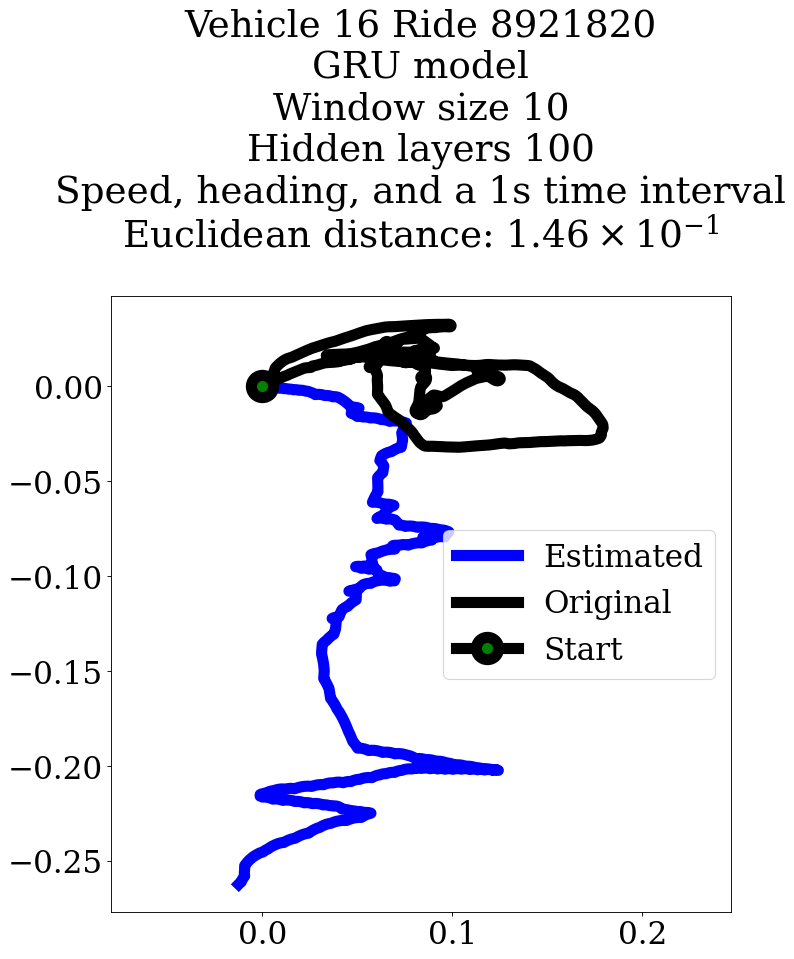 Vehicle 16 Ride 8921820
GRU model
Window size 10
Hidden layers 100
Speed, heading, and a 1s time interval
Euclidean distance: 1.46 × 10⁻¹
0.00
−0.05
−0.10
−0.15
−0.20
−0.25
Estimated
Original
Start
0.0 0.1 0.2